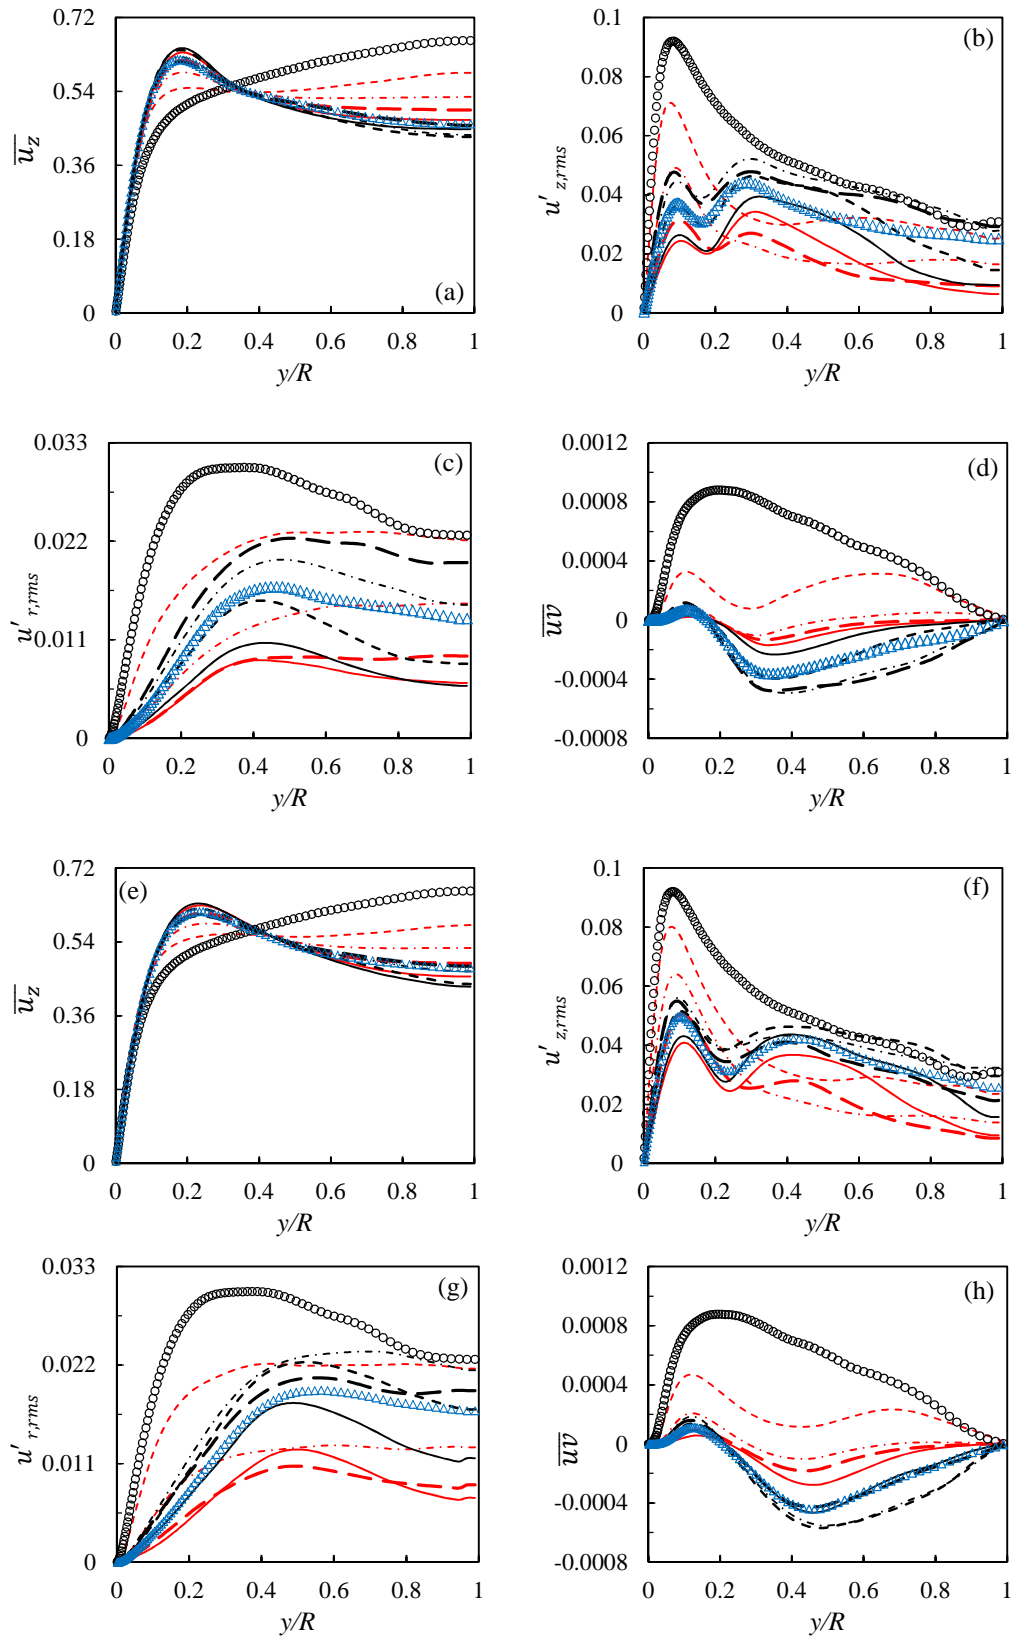 0.72
0.54
0.36
0.18
0
u̅z̅
(a)
0 0.2 0.4 0.6 0.8 1
y/R
0.1
0.08
0.06
0.04
0.02
0
u'z,rms
(b)
0 0.2 0.4 0.6 0.8 1
y/R
0.033
0.022
0.011
0
u'r,rms
(c)
0 0.2 0.4 0.6 0.8 1
y/R
0.0012
0.0008
0.0004
0
-0.0004
-0.0008
u̅v̅
(d)
0 0.2 0.4 0.6 0.8 1
y/R
0.72
0.54
0.36
0.18
0
u̅z̅
(e)
0 0.2 0.4 0.6 0.8 1
y/R
0.1
0.08
0.06
0.04
0.02
0
u'z,rms
(f)
0 0.2 0.4 0.6 0.8 1
y/R
0.033
0.022
0.011
0
u'r,rms
(g)
0 0.2 0.4 0.6 0.8 1
y/R
0.0012
0.0008
0.0004
0
-0.0004
-0.0008
u̅v̅
(h)
0 0.2 0.4 0.6 0.8 1
y/R